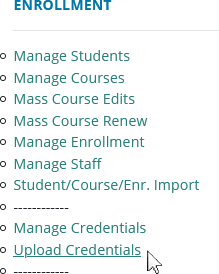 ENROLLMENT
Manage Students
Manage Courses
Mass Course Edits
Mass Course Renew
Manage Enrollment
Manage Staff
Student/Course/Enr. Import
------------
Manage Credentials
Upload Credentials
------------